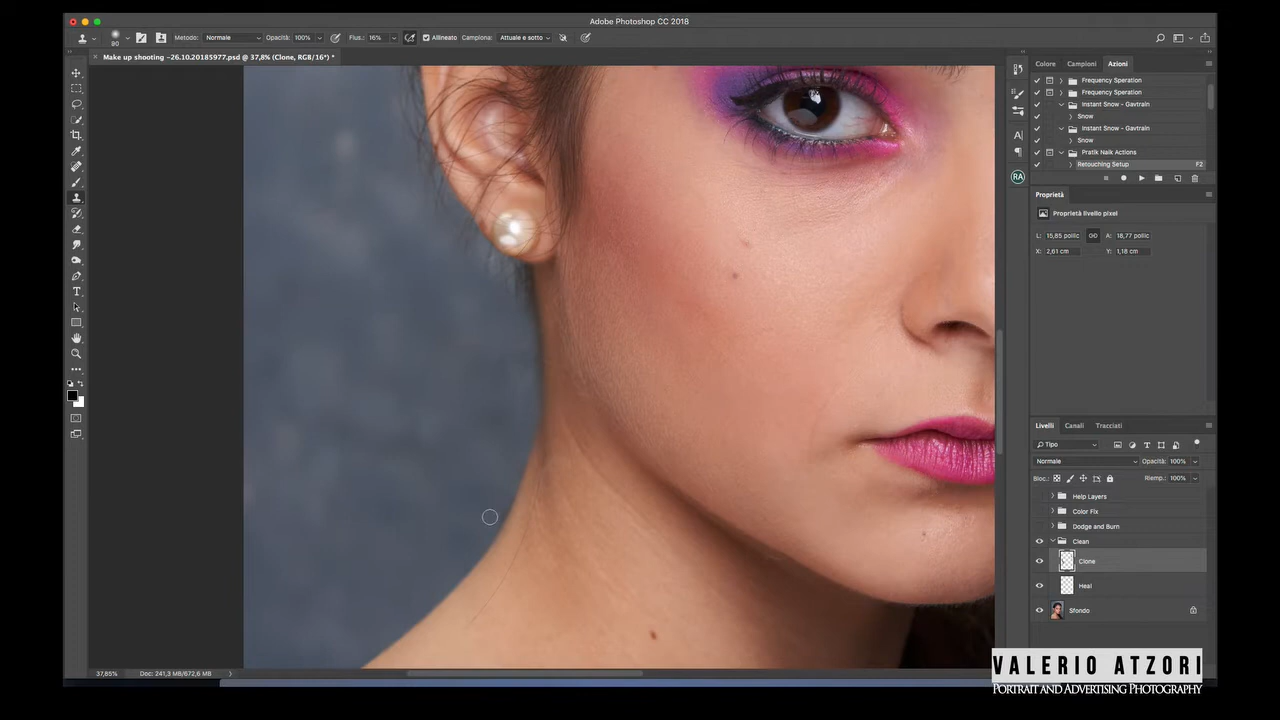 Adobe Photoshop CC 2018
90
Metodo: Normale Opacità: 100% Flus.: 16% Allineato Campiona: Attuale e sotto
Make up shooting -26.10.20185977.psd @ 37,8% (Clone, RGB/16*) *
Colore Campioni Azioni
Frequency Speration
Frequency Speration
Instant Snow - Gavtrain
Snow
Instant Snow - Gavtrain
Snow
Pratik Naik Actions
Retouching Setup F2
RA
Proprietà
Proprietà livello pixel
L: 15,85 pollic A: 18,77 pollic
X: 2,61 cm Y: 1,18 cm
Livelli Canali Tracciati
Tipo
Normale Opacità: 100%
Bloc.: Riemp.: 100%
Help Layers
Color Fix
Dodge and Burn
Clean
Clone
Heal
Sfondo
37,85% Doc: 241,3 MB/672,6 MB
VALERIO ATZORI
PORTRAIT AND ADVERTISING PHOTOGRAPHY